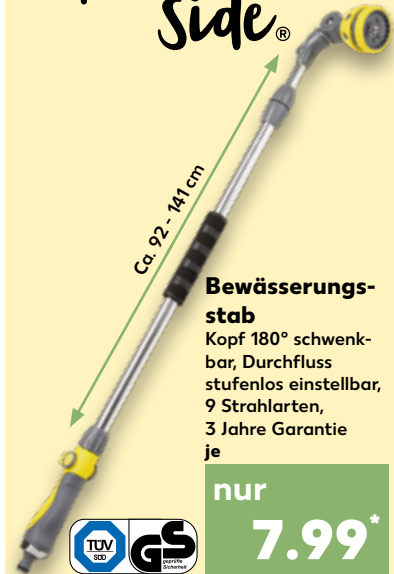 Side®
Ca. 92 - 141 cm
Bewässerungs-
stab
Kopf 180° schwenk-
bar, Durchfluss
stufenlos einstellbar,
9 Strahlarten,
3 Jahre Garantie
je
nur
7.99*
TÜV
SÜD
GS
geprüfte
Sicherheit